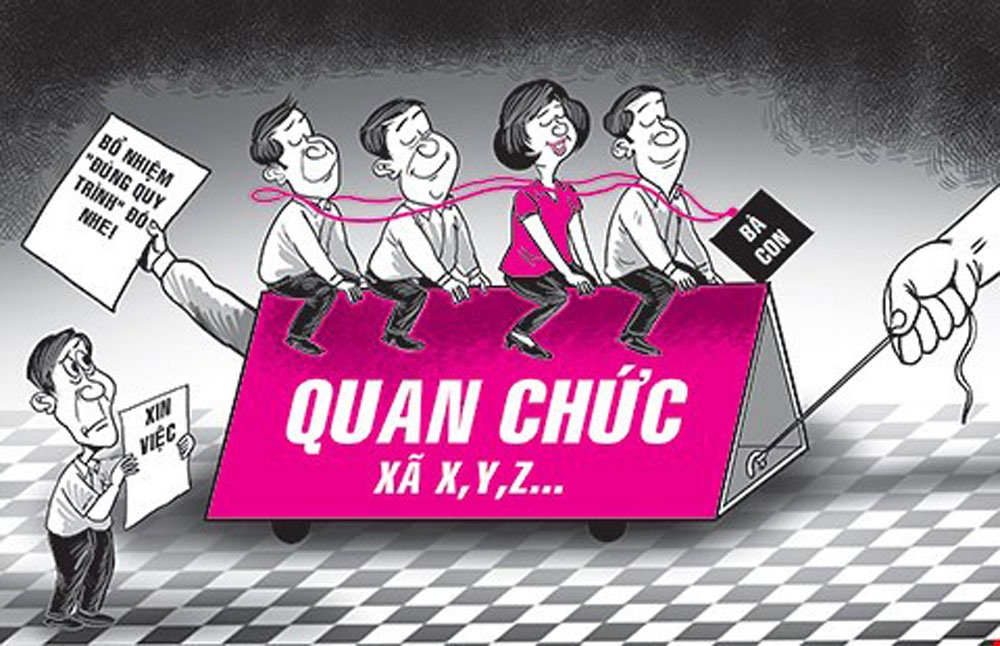 BỔ NHIỆM
"ĐÚNG QUY
TRÌNH" ĐÓ
NHE!
BÀ
CON
XIN
VIỆC
QUAN CHỨC
XÃ X,Y,Z...